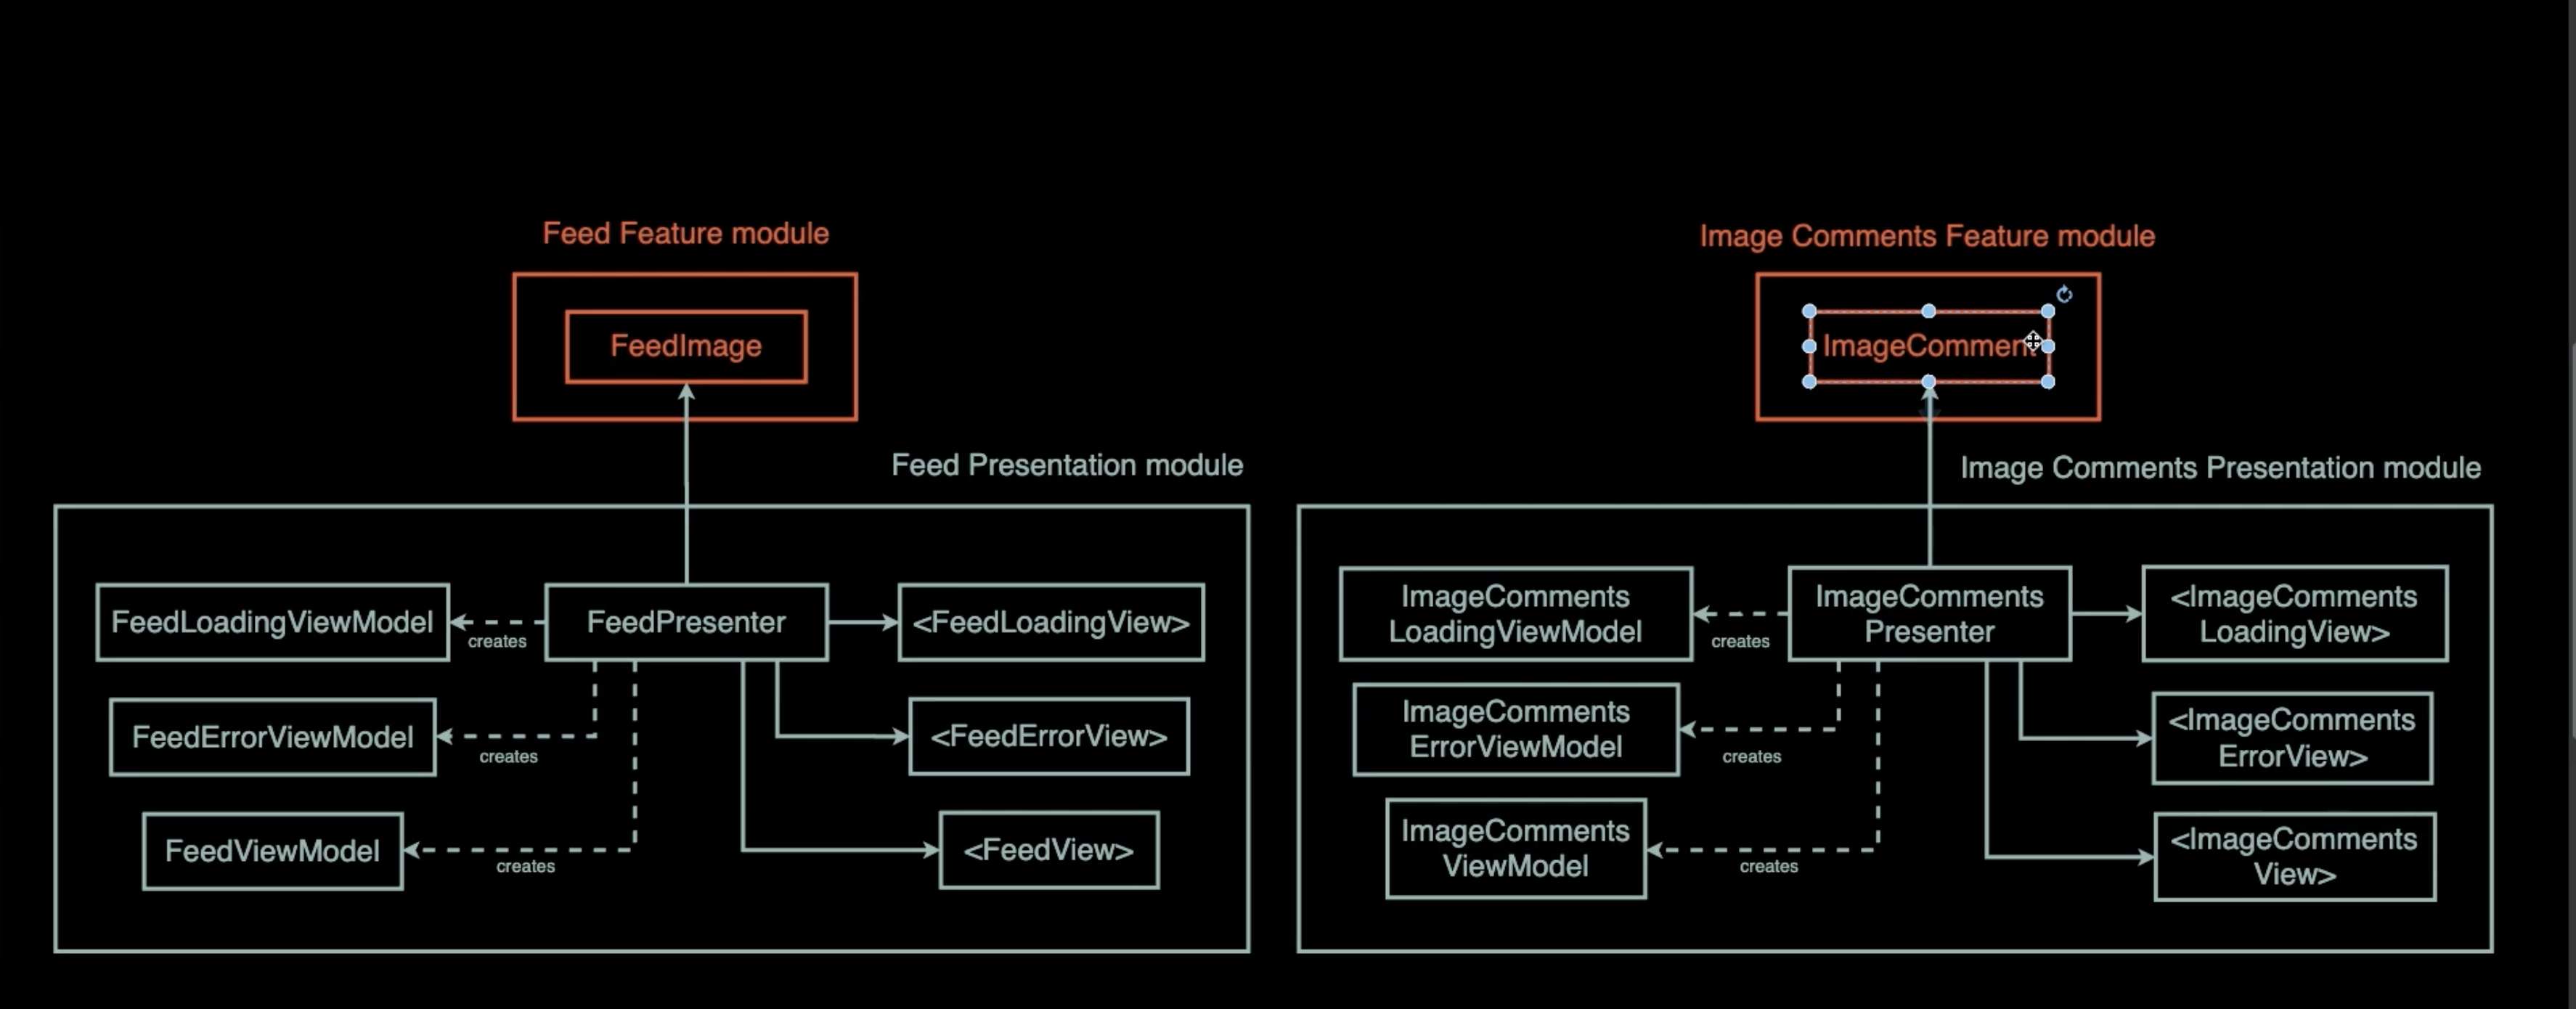 Feed Feature module
FeedImage
Feed Presentation module
FeedLoadingViewModel
creates
FeedPresenter
<FeedLoadingView>
FeedErrorViewModel
creates
<FeedErrorView>
FeedViewModel
creates
<FeedView>
Image Comments Feature module
ImageComment
Image Comments Presentation module
ImageComments
LoadingViewModel
creates
ImageComments
Presenter
<ImageComments
LoadingView>
ImageComments
ErrorViewModel
creates
<ImageComments
ErrorView>
ImageComments
ViewModel
creates
<ImageComments
View>